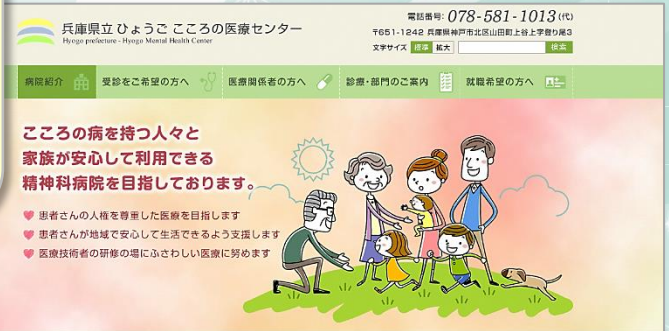 兵庫県立 ひょうご こころの医療センター
Hyogo prefecture - Hyogo Mental Health Center
電話番号: 078-581-1013(代)
〒651-1242 兵庫県神戸市北区山田町上谷上字登り尾3
文字サイズ 標準 拡大 検索
病院紹介 受診をご希望の方へ 医療関係者の方へ 診療・部門のご案内 就職希望の方へ
こころの病を持つ人々と
家族が安心して利用できる
精神科病院を目指しております。
患者さんの人権を尊重した医療を目指します
患者さんが地域で安心して生活できるよう支援します
医療技術者の研修の場にふさわしい医療に努めます